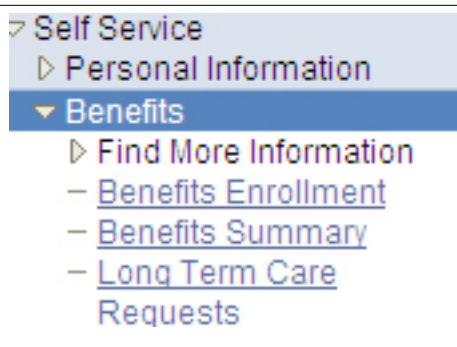 Self Service
Personal Information
Benefits
Find More Information
– Benefits Enrollment
– Benefits Summary
– Long Term Care
Requests